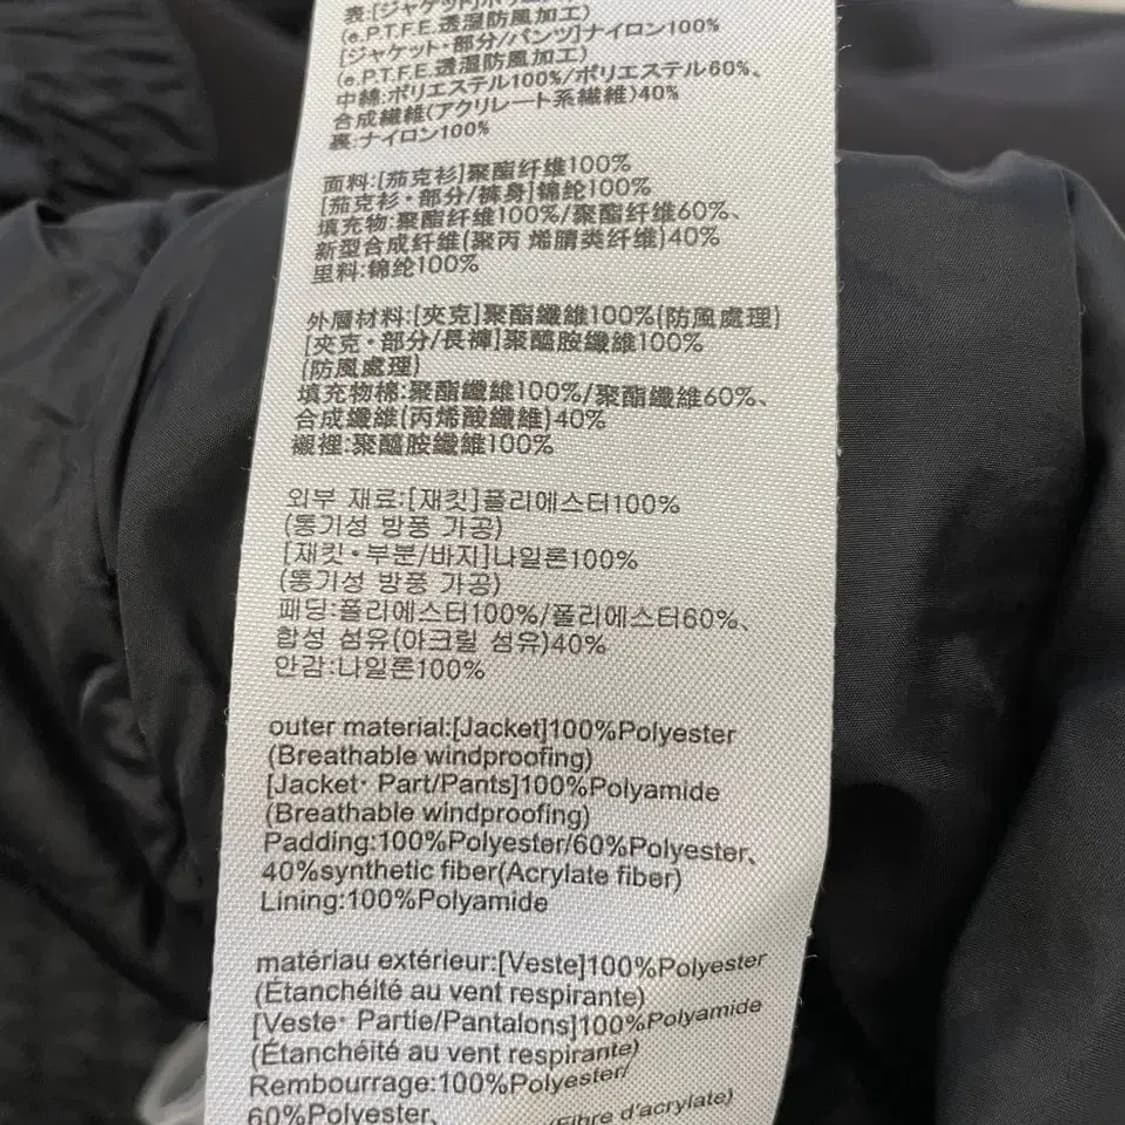 表:[ジャケット]ポリ
(e.P.T.F.E.透湿防風加工)
[ジャケット・部分/パンツ]ナイロン100%
(e.P.T.F.E.透湿防風加工)
中綿:ポリエステル100%/ポリエステル60%、
合成繊維(アクリレート系繊維)40%
裏:ナイロン100%
面料:[茄克衫]聚酯纤维100%
[茄克衫・部分/裤身]锦纶100%
填充物:聚酯纤维100%/聚酯纤维60%、
新型合成纤维(聚丙 烯腈类纤维)40%
里料:锦纶100%
外層材料:[夾克]聚酯纖維100%(防風處理)
[夾克・部分/長褲]聚醯胺纖維100%
(防風處理)
填充物棉:聚酯纖維100%/聚酯纖維60%、
合成纖維(丙烯酸纖維)40%
襯裡:聚醯胺纖維100%
외부 재료:[재킷]폴리에스터100%
(통기성 방풍 가공)
[재킷・부분/바지]나일론100%
(통기성 방풍 가공)
패딩:폴리에스터100%/폴리에스터60%、
합성 섬유(아크릴 섬유)40%
안감:나일론100%
outer material:[Jacket]100%Polyester
(Breathable windproofing)
[Jacket・ Part/Pants]100%Polyamide
(Breathable windproofing)
Padding:100%Polyester/60%Polyester、
40%synthetic fiber(Acrylate fiber)
Lining:100%Polyamide
matériau extérieur:[Veste]100%Polyester
(Étanchéité au vent respirante)
[Veste・ Partie/Pantalons]100%Polyamide
(Étanchéité au vent respirante)
Rembourrage:100%Polyester/
60%Polyester、
(Fibre d'acrylate)